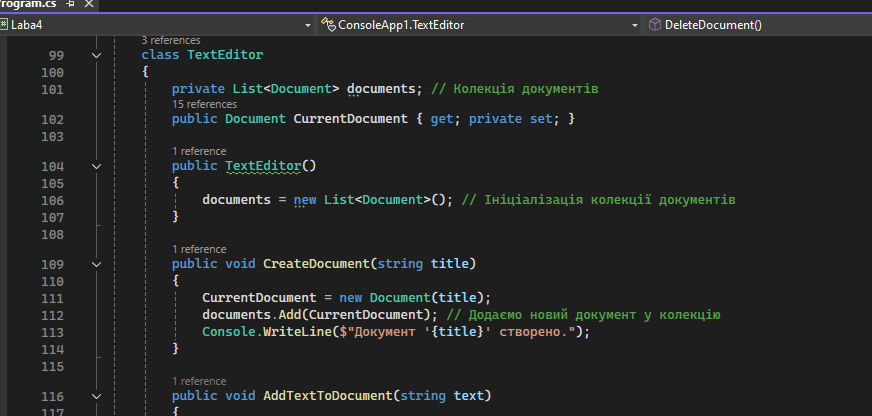 Program.cs
Laba4 ConsoleApp1.TextEditor DeleteDocument()
3 references
99 class TextEditor
100 {
101 private List<Document> documents; // Колекція документів
15 references
102 public Document CurrentDocument { get; private set; }
103
1 reference
104 public TextEditor()
105 {
106 documents = new List<Document>(); // Ініціалізація колекції документів
107 }
108
1 reference
109 public void CreateDocument(string title)
110 {
111 CurrentDocument = new Document(title);
112 documents.Add(CurrentDocument); // Додаємо новий документ у колекцію
113 Console.WriteLine($"Документ '{title}' створено.");
114 }
115
1 reference
116 public void AddTextToDocument(string text)
117 {